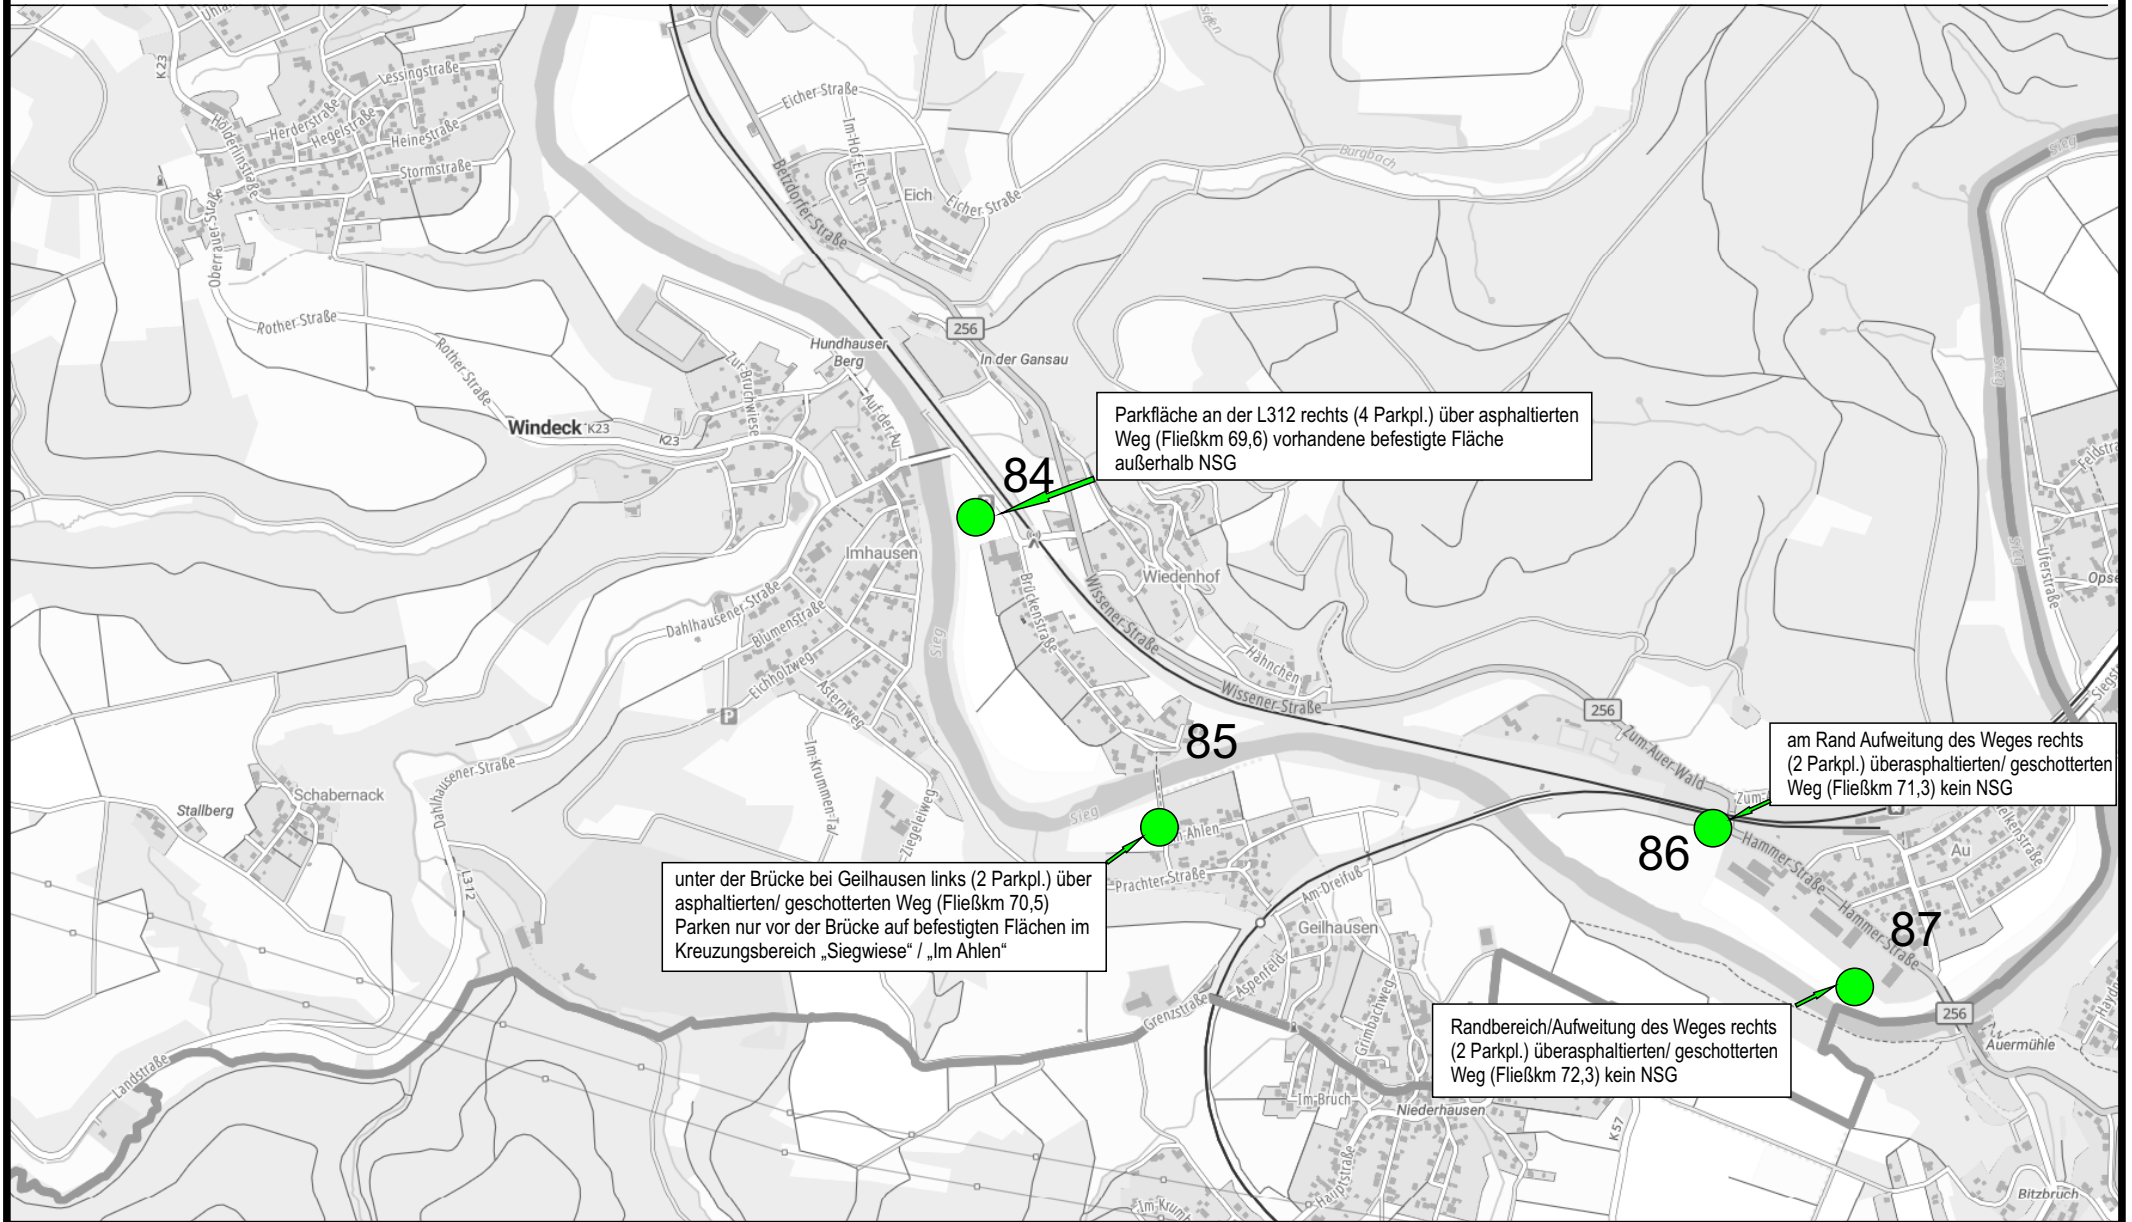 K 23
Lessingstraße
Herderstraße
Hegelstraße
Heinestraße
Hölderlinstraße
Stormstraße
Eicher-Straße
Im-Hof-Eich
Eich
Eicher-Straße
Betzdorfer-Straße
Burgbach
Sieg
Rother-Straße
Rother-Straße
Hundhauser
Berg
256
In der Gansau
Zur-Bruchwiese
Auf-der-Au
Windeck
K23
K23
Parkfläche an der L312 rechts (4 Parkpl.) über asphaltierten
Weg (Fließkm 69,6) vorhandene befestigte Fläche
außerhalb NSG
84
Sieg
Sieg
Uferstraße
Imhausen
Wiedenhof
Brückenstraße
Wissener-Straße
Dahlhausener-Straße
Blumenstraße
Eichholzweg
Asternweg
Sieg
Hähnchen
Wissener-Straße
P
256
85
Zum-Auer-Wald
am Rand Aufweitung des Weges rechts
(2 Parkpl.) überasphaltierten/ geschotterten
Weg (Fließkm 71,3) kein NSG
Dahlhausener-Straße
Schabernack
Stallberg
Ziegeleiweg
Sieg
86
Hammer-Straße
Au
Prachter-Straße
Am-Dreifuß
L312
unter der Brücke bei Geilhausen links (2 Parkpl.) über
asphaltierten/ geschotterten Weg (Fließkm 70,5)
Parken nur vor der Brücke auf befestigten Flächen im
Kreuzungsbereich „Siegwiese“ / „Im Ahlen“
Geilhausen
Hammer-Straße
87
Aspenfeld
Grimbachweg
Grenzstraße
256
Auermühle
Randbereich/Aufweitung des Weges rechts
(2 Parkpl.) überasphaltierten/ geschotterten
Weg (Fließkm 72,3) kein NSG
Landstraße
Im-Bruch
Niederhausen
K57
Hauptstraße
Bitzbruch